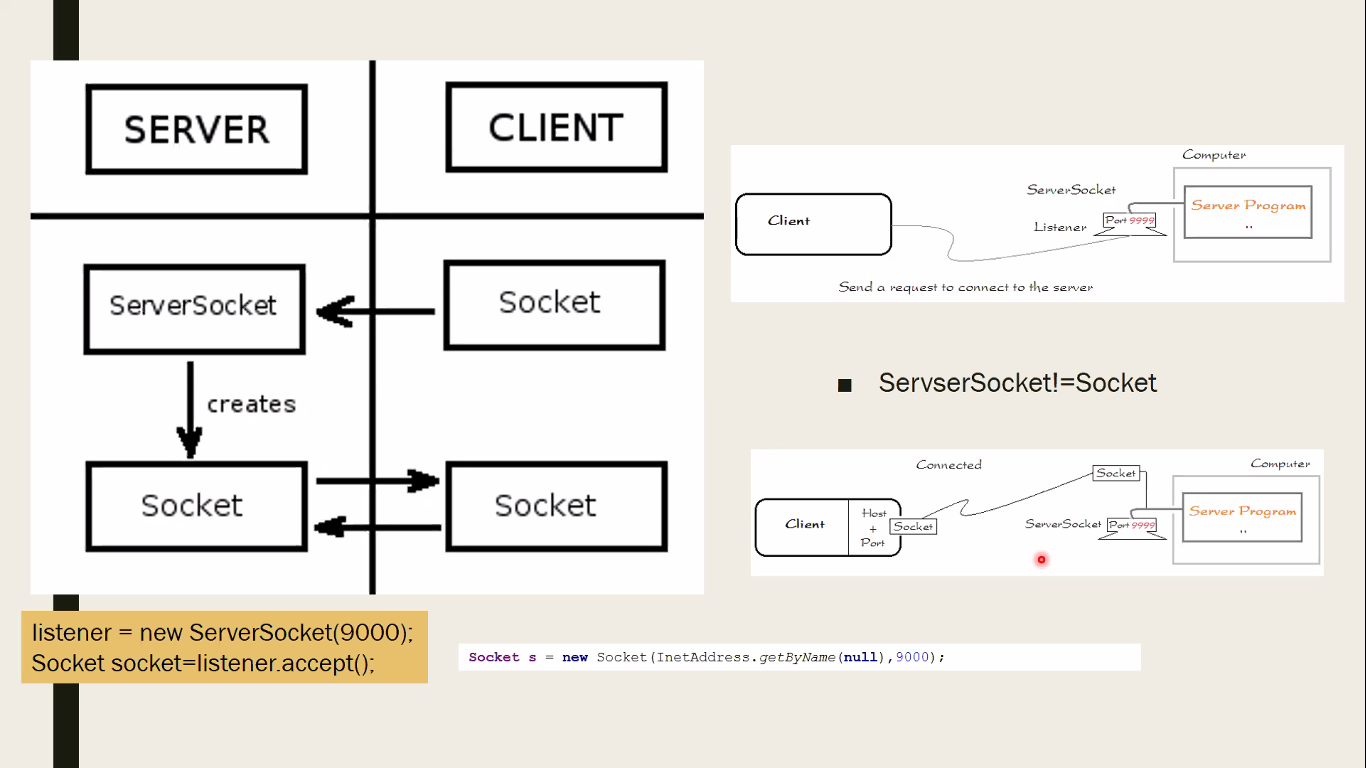 SERVER
CLIENT
ServerSocket
Socket
creates
Socket
Socket
listener = new ServerSocket(9000);
Socket socket=listener.accept();
Computer
ServerSocket
Server Program
..
Port 9999
Client
Listener
Send a request to connect to the server
■ ServserSocket!=Socket
Connected
Computer
Socket
Client
Host
+
Port
Socket
ServerSocket
Port 9999
Server Program
..
Socket s = new Socket(InetAddress.getByName(null),9000);